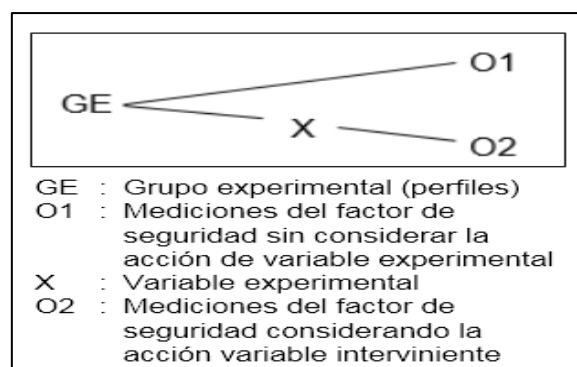 O1
GE
X
O2
GE : Grupo experimental (perfiles)
O1 : Mediciones del factor de
seguridad sin considerar la
acción de variable experimental
X : Variable experimental
O2 : Mediciones del factor de
seguridad considerando la
acción variable interviniente